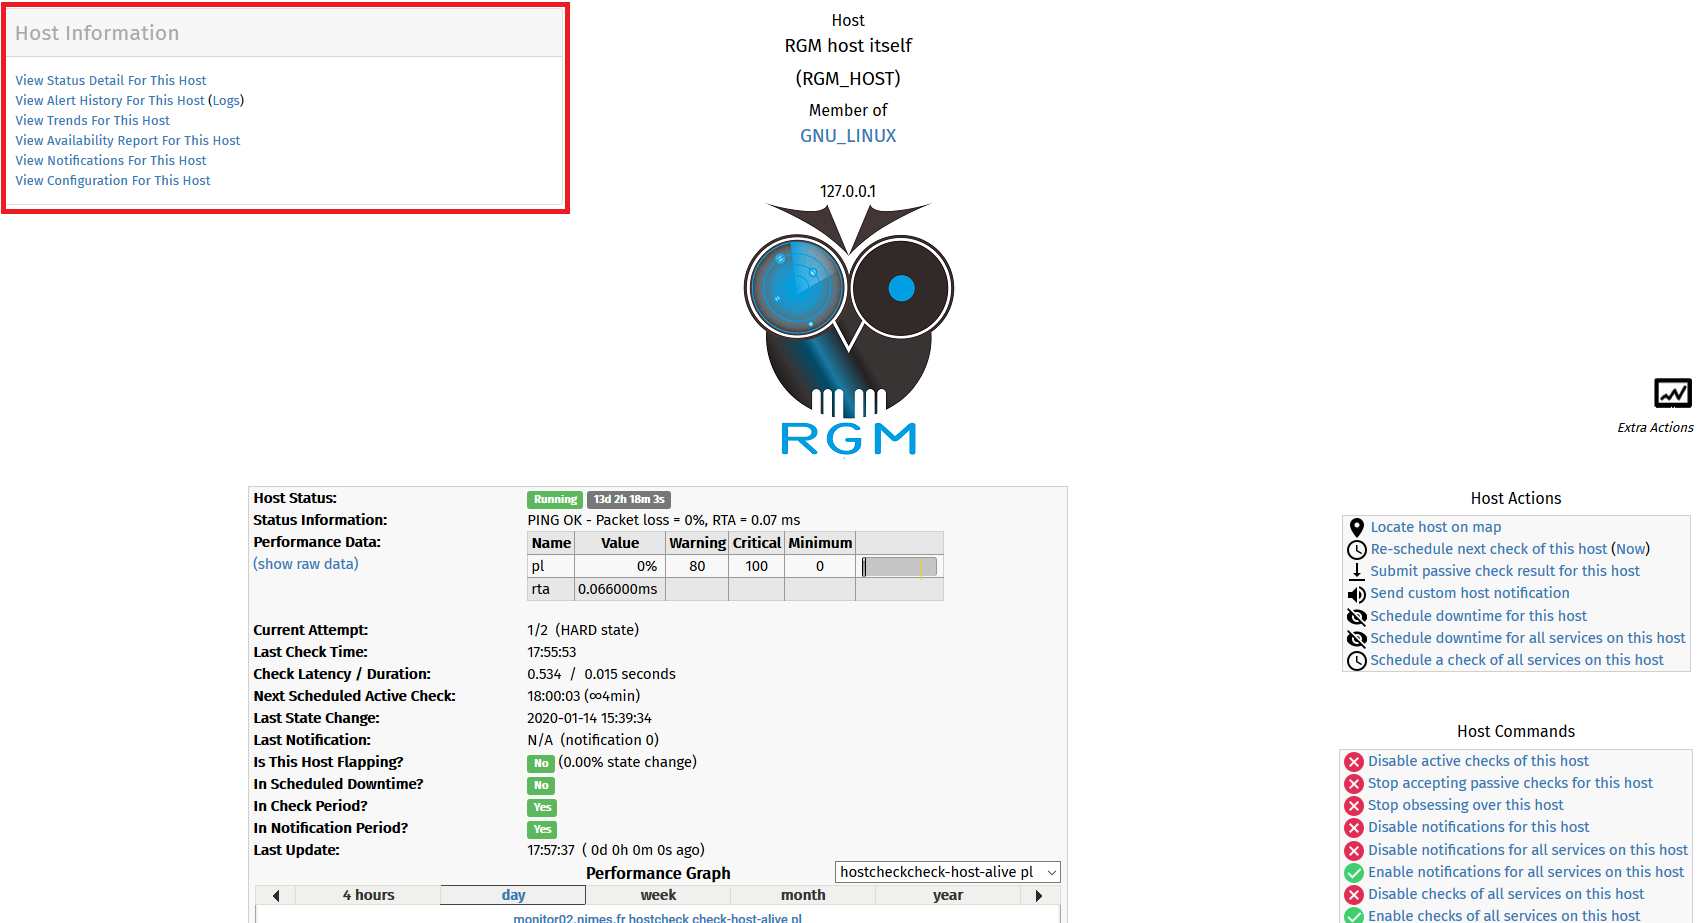 Host Information
View Status Detail For This Host
View Alert History For This Host (Logs)
View Trends For This Host
View Availability Report For This Host
View Notifications For This Host
View Configuration For This Host
Host
RGM host itself
(RGM_HOST)
Member of
GNU_LINUX
127.0.0.1
RGM
Extra Actions
Host Status: Running 13d 2h 18m 3s
Status Information: PING OK - Packet loss = 0%, RTA = 0.07 ms
Performance Data:
(show raw data)
Name Value Warning Critical Minimum
pl 0% 80 100 0
rta 0.066000ms
Current Attempt: 1/2 (HARD state)
Last Check Time: 17:55:53
Check Latency / Duration: 0.534 / 0.015 seconds
Next Scheduled Active Check: 18:00:03 (∞4min)
Last State Change: 2020-01-14 15:39:34
Last Notification: N/A (notification 0)
Is This Host Flapping? No (0.00% state change)
In Scheduled Downtime? No
In Check Period? Yes
In Notification Period? Yes
Last Update: 17:57:37 ( 0d 0h 0m 0s ago)
Performance Graph hostcheckcheck-host-alive pl
4 hours day week month year
monitor02.nimes.fr hostcheck check-host-alive pl
Host Actions
Locate host on map
Re-schedule next check of this host (Now)
Submit passive check result for this host
Send custom host notification
Schedule downtime for this host
Schedule downtime for all services on this host
Schedule a check of all services on this host
Host Commands
Disable active checks of this host
Stop accepting passive checks for this host
Stop obsessing over this host
Disable notifications for this host
Disable notifications for all services on this host
Enable notifications for all services on this host
Disable checks of all services on this host
Enable checks of all services on this host